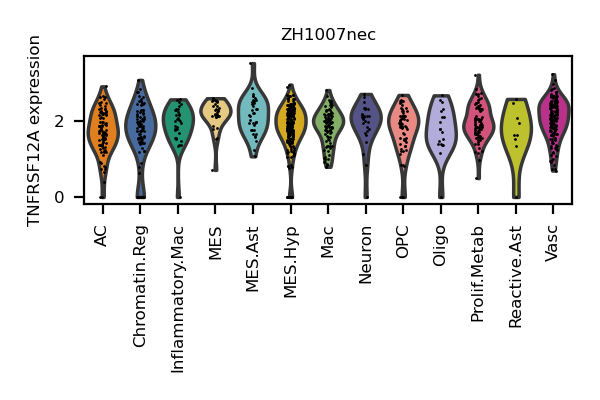 ZH1007nec
TNFRSF12A expression
2
0
AC
Chromatin.Reg
Inflammatory.Mac
MES
MES.Ast
MES.Hyp
Mac
Neuron
OPC
Oligo
Prolif.Metab
Reactive.Ast
Vasc